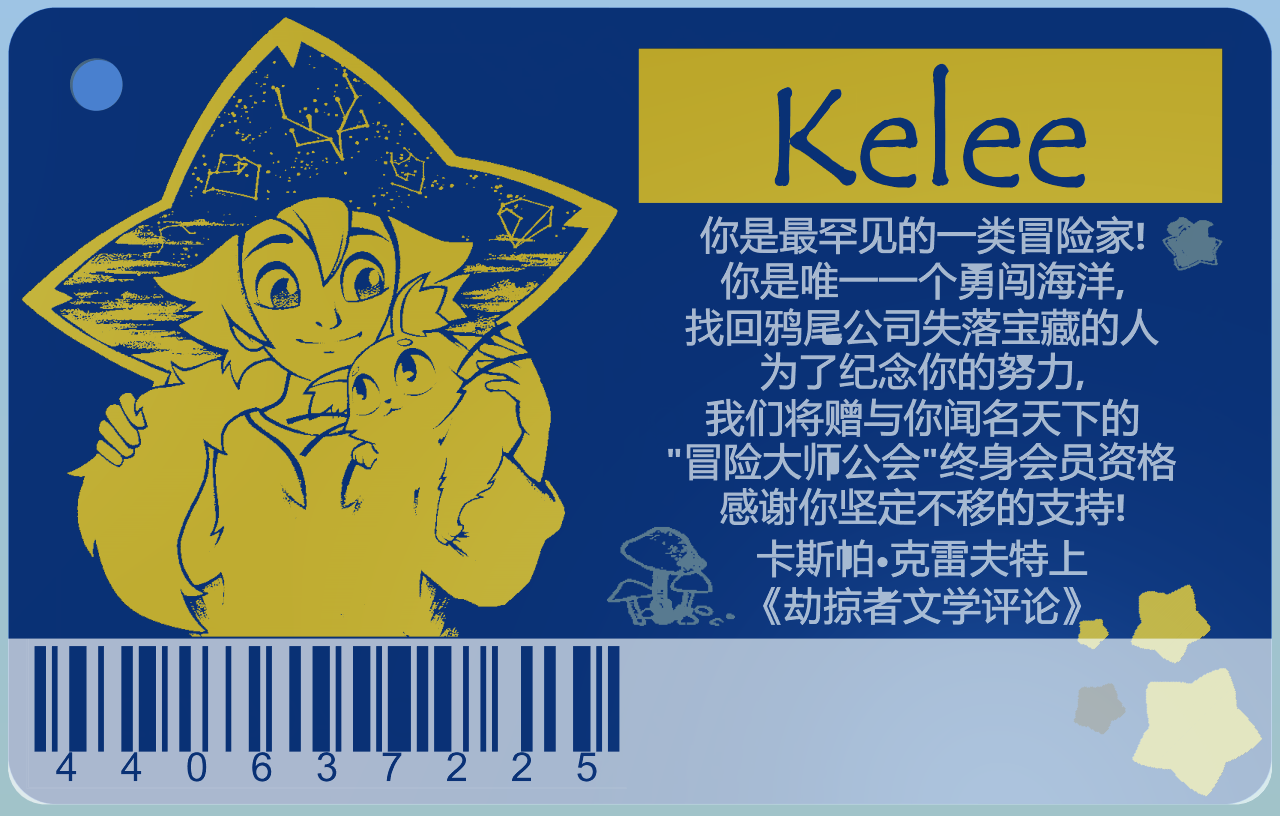 Kelee
你是最罕见的一类冒险家!
你是唯一一个勇闯海洋,
找回鸦尾公司失落宝藏的人
为了纪念你的努力,
我们将赠与你闻名天下的
"冒险大师公会"终身会员资格
感谢你坚定不移的支持!
卡斯帕•克雷夫特上
《劫掠者文学评论》
440637225